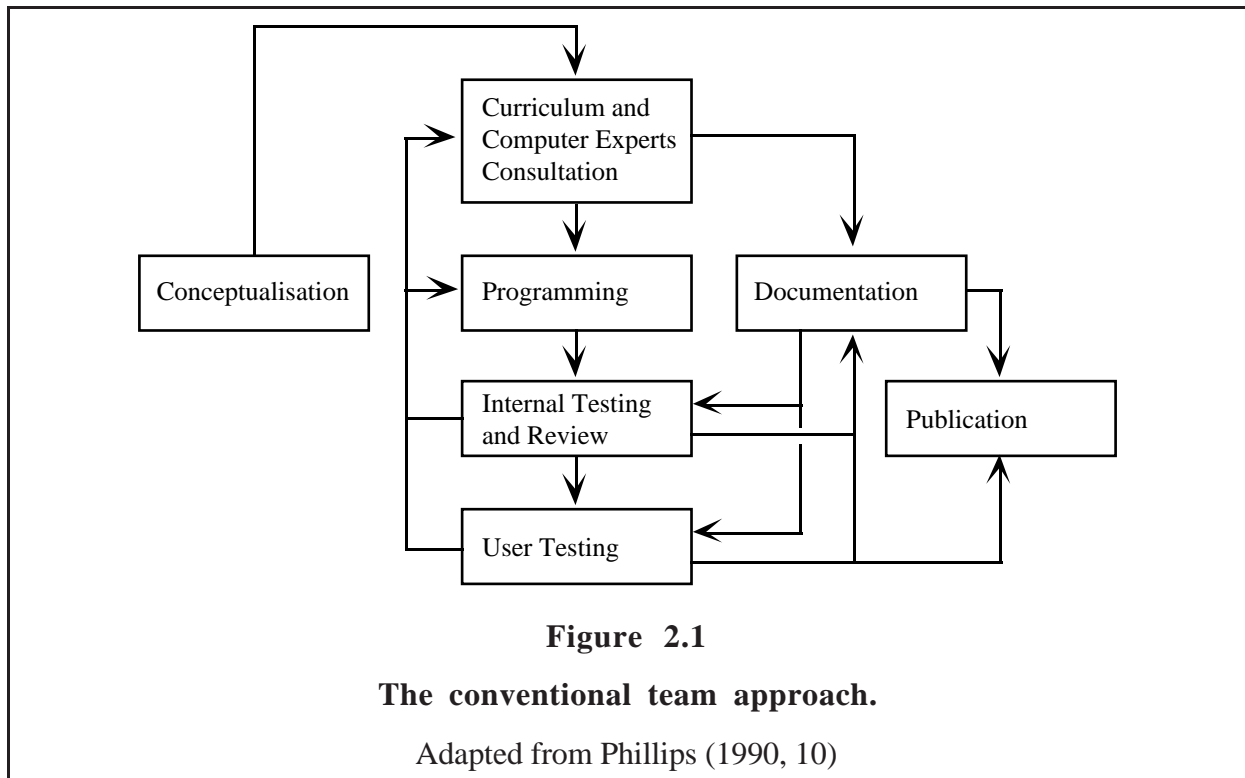 Curriculum and
Computer Experts
Consultation
Conceptualisation
Programming
Documentation
Internal Testing
and Review
Publication
User Testing
Figure 2.1
The conventional team approach.
Adapted from Phillips (1990, 10)